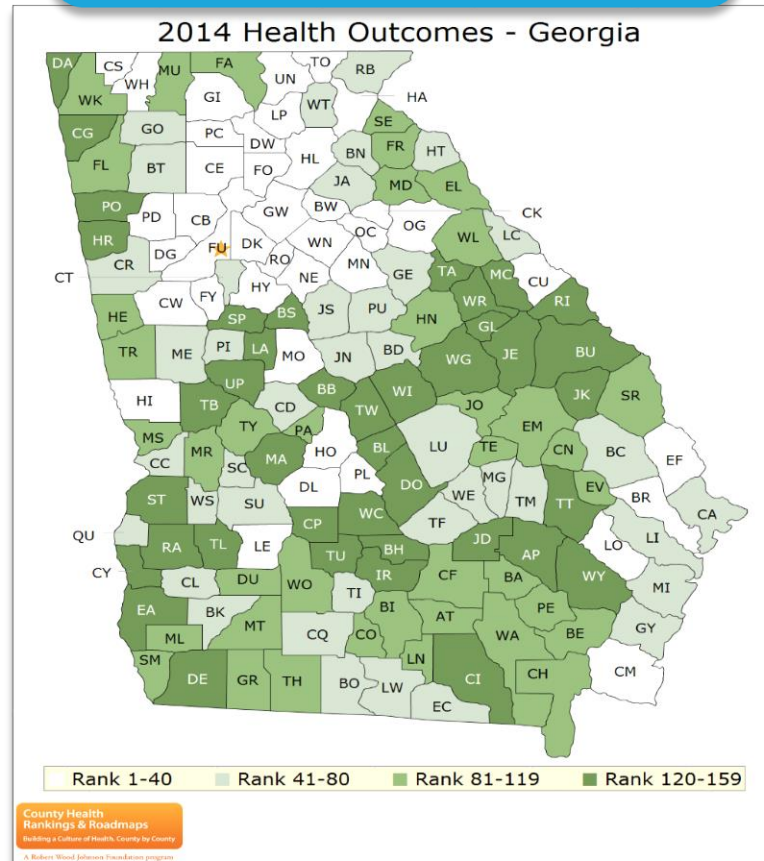 2014 Health Outcomes - Georgia
DA CS WH MU FA UN TO RB
WK GI LP WT HA
CG GO PC DW SE
FL BT CE FO HL BN FR HT
JA MD EL
PO PD CB GW BW CK
HR DG FU DK WN OC OG WL LC
CT CR RO MN TA MC CU
HY NE GE WR RI
HE CW FY SP BS JS PU HN GL
TR ME PI LA MO JN BD WG JE BU
HI UP BB WI JK SR
TB CD TW JO EM
MS TY PA HO BL LU TE CN BC EF
CC MR SC MA DL PL DO MG EV BR CA
ST WS SU WC WE TM TT LI
QU CP TF LO
CY RA TL LE TU BH JD AP WY MI
CL DU WO IR CF BA
EA BK TI BI PE GY
ML MT CQ CO AT WA BE
SM LN CM
DE GR TH BO LW CI CH
EC
Rank 1-40 Rank 41-80 Rank 81-119 Rank 120-159
County Health
Rankings & Roadmaps
Building a Culture of Health, County by County
A Robert Wood Johnson Foundation program